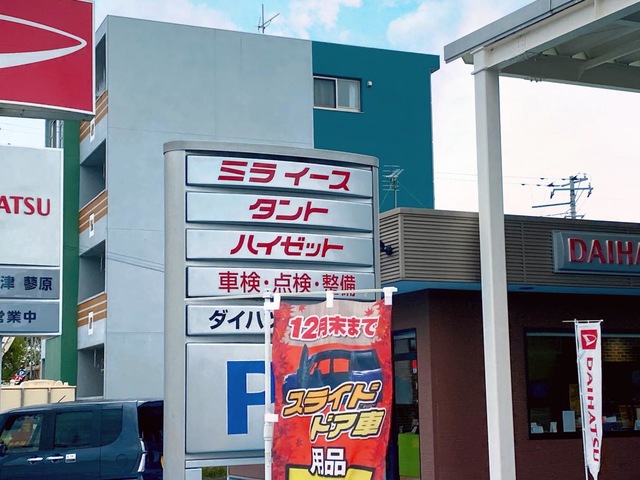 ATSU
津 蓼原
営業中
ミライース
タント
ハイゼット
車検・点検・整備
ダイハツ
P
12月末まで
スライド
ドア車
用品
DAIHA
DAIHATSU